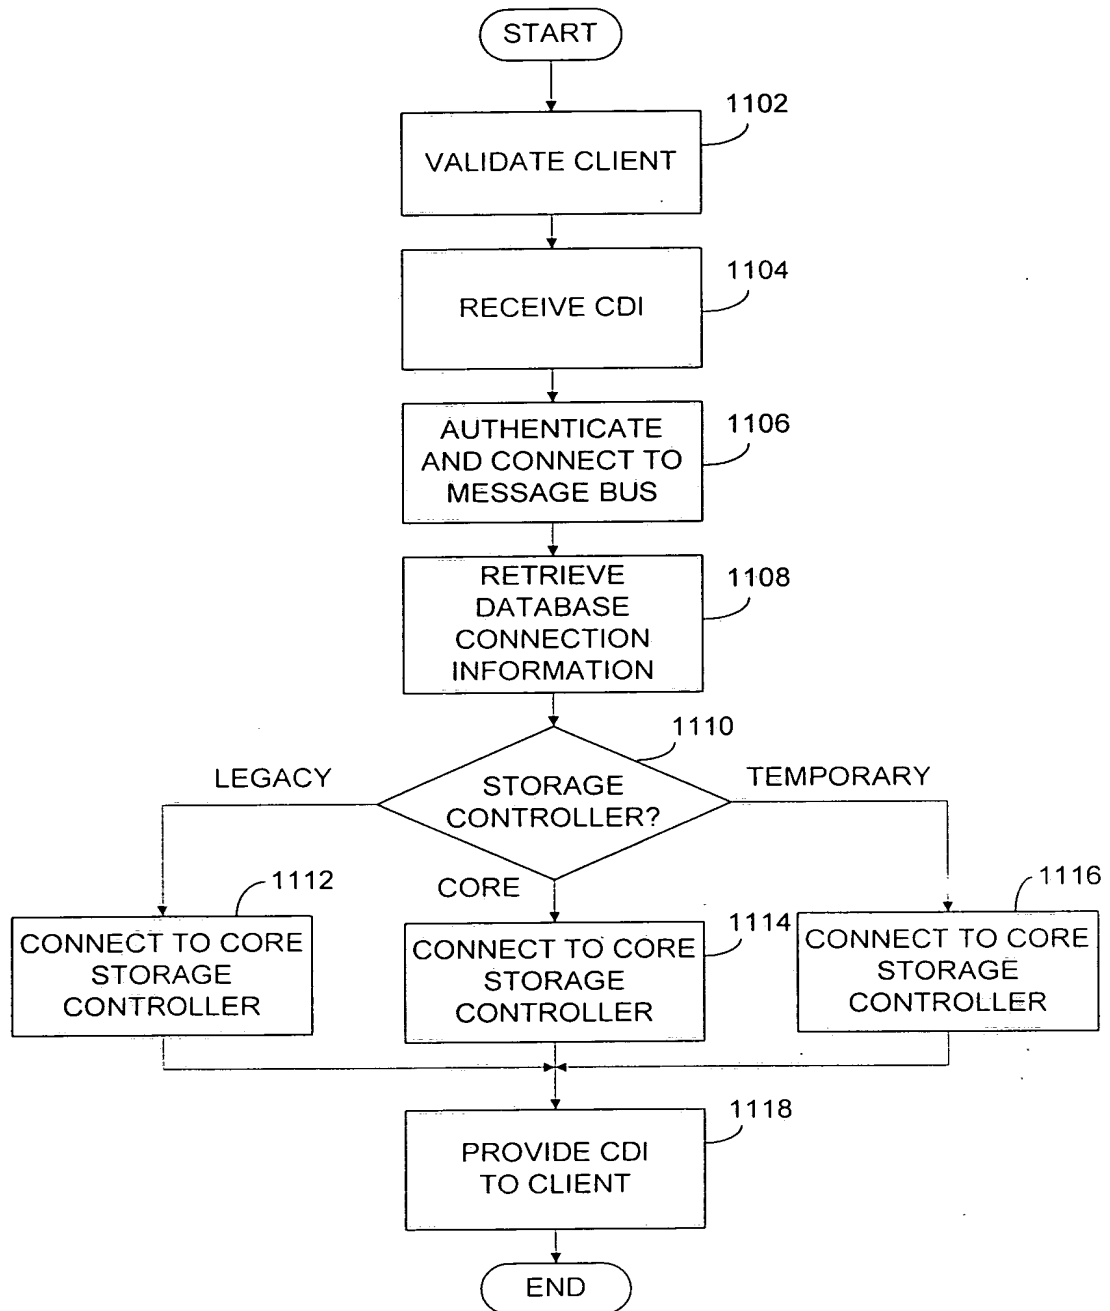 START
1102
VALIDATE CLIENT
1104
RECEIVE CDI
1106
AUTHENTICATE
AND CONNECT TO
MESSAGE BUS
1108
RETRIEVE
DATABASE
CONNECTION
INFORMATION
1110
LEGACY
STORAGE
CONTROLLER?
TEMPORARY
CORE
1112
CONNECT TO CORE
STORAGE
CONTROLLER
1114
CONNECT TO CORE
STORAGE
CONTROLLER
1116
CONNECT TO CORE
STORAGE
CONTROLLER
1118
PROVIDE CDI
TO CLIENT
END